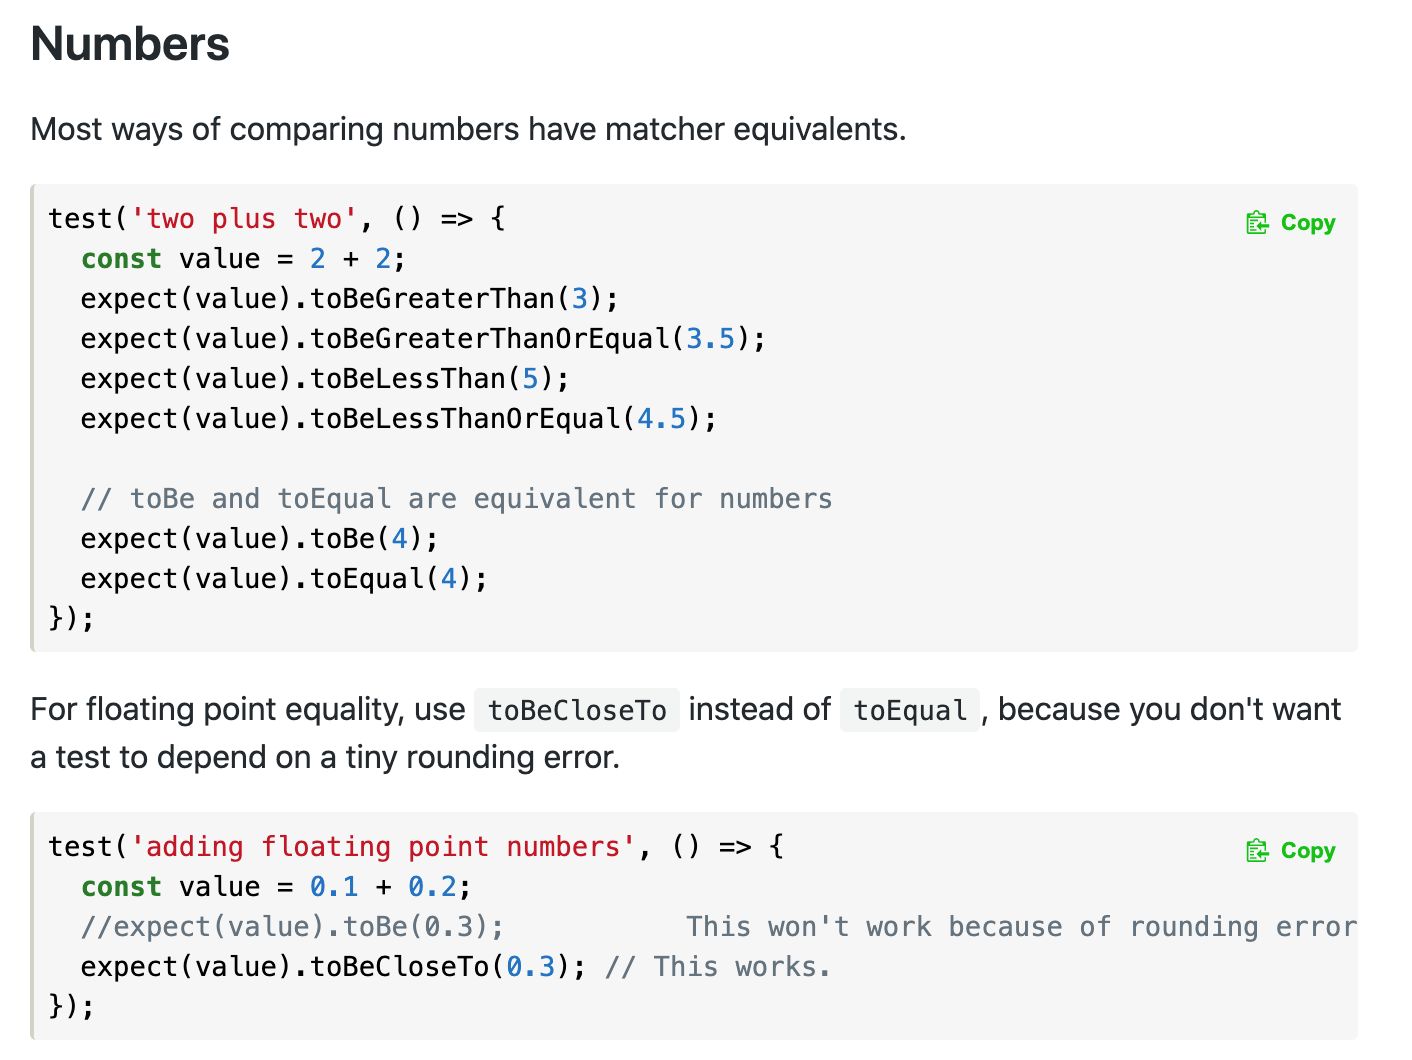 Numbers
Most ways of comparing numbers have matcher equivalents.
test('two plus two', () => {
Copy
  const value = 2 + 2;
  expect(value).toBeGreaterThan(3);
  expect(value).toBeGreaterThanOrEqual(3.5);
  expect(value).toBeLessThan(5);
  expect(value).toBeLessThanOrEqual(4.5);
  // toBe and toEqual are equivalent for numbers
  expect(value).toBe(4);
  expect(value).toEqual(4);
});
For floating point equality, use toBeCloseTo instead of toEqual , because you don't want
a test to depend on a tiny rounding error.
test('adding floating point numbers', () => {
Copy
  const value = 0.1 + 0.2;
  //expect(value).toBe(0.3);           This won't work because of rounding error
  expect(value).toBeCloseTo(0.3); // This works.
});